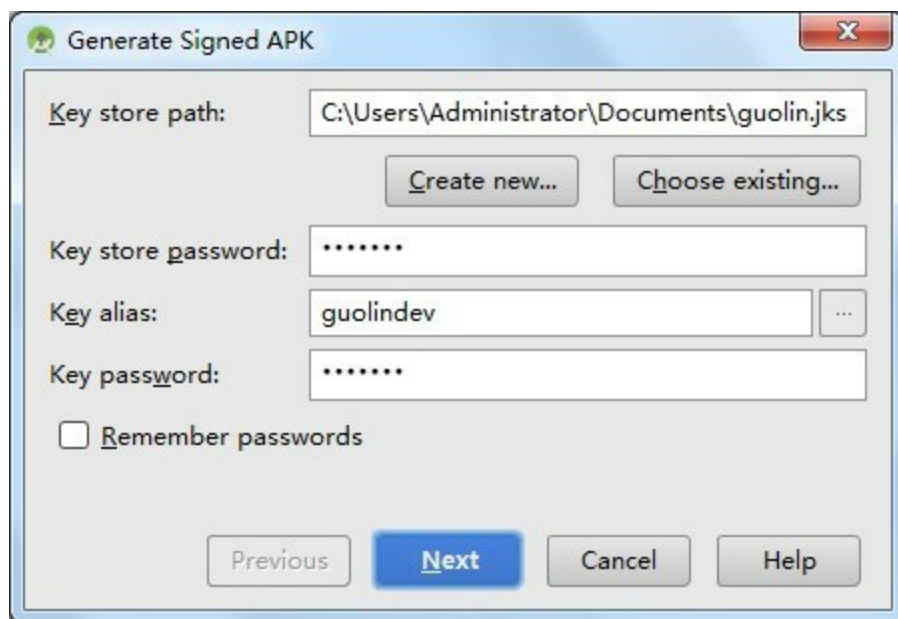 Generate Signed APK
Key store path: C:\Users\Administrator\Documents\guolin.jks
Create new... Choose existing...
Key store password: •••••••
Key alias: guolindev ...
Key password: •••••••
Remember passwords
Previous Next Cancel Help